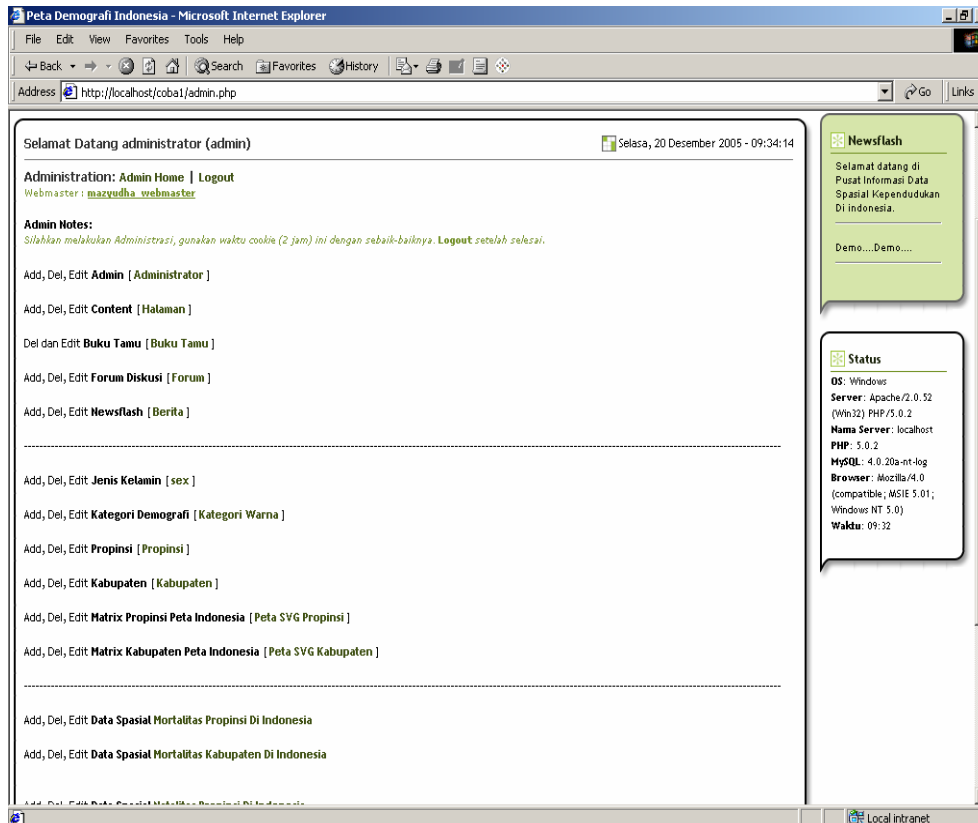 Peta Demografi Indonesia - Microsoft Internet Explorer
File Edit View Favorites Tools Help
Back Search Favorites History
Address http://localhost/coba1/admin.php Go Links
Selamat Datang administrator (admin)
Selasa, 20 Desember 2005 - 09:34:14
Administration: Admin Home | Logout
Webmaster : mazyudha_webmaster
Admin Notes:
Silahkan melakukan Administrasi, gunakan waktu cookie (2 jam) ini dengan sebaik-baiknya. Logout setelah selesai.
Add, Del, Edit Admin [ Administrator ]
Add, Del, Edit Content [ Halaman ]
Del dan Edit Buku Tamu [ Buku Tamu ]
Add, Del, Edit Forum Diskusi [ Forum ]
Add, Del, Edit Newsflash [ Berita ]
Add, Del, Edit Jenis Kelamin [ sex ]
Add, Del, Edit Kategori Demografi [ Kategori Warna ]
Add, Del, Edit Propinsi [ Propinsi ]
Add, Del, Edit Kabupaten [ Kabupaten ]
Add, Del, Edit Matrix Propinsi Peta Indonesia [ Peta SVG Propinsi ]
Add, Del, Edit Matrix Kabupaten Peta Indonesia [ Peta SVG Kabupaten ]
Add, Del, Edit Data Spasial Mortalitas Propinsi Di Indonesia
Add, Del, Edit Data Spasial Mortalitas Kabupaten Di Indonesia
Add, Del, Edit Data Spasial Natalitas Propinsi Di Indonesia
Newsflash
Selamat datang di
Pusat Informasi Data
Spasial Kependudukan
Di indonesia.
Demo....Demo....
Status
OS: Windows
Server: Apache/2.0.52
(Win32) PHP/5.0.2
Nama Server: localhost
PHP: 5.0.2
MySQL: 4.0.20a-nt-log
Browser: Mozilla/4.0
(compatible; MSIE 5.01;
Windows NT 5.0)
Waktu: 09:32
Local intranet